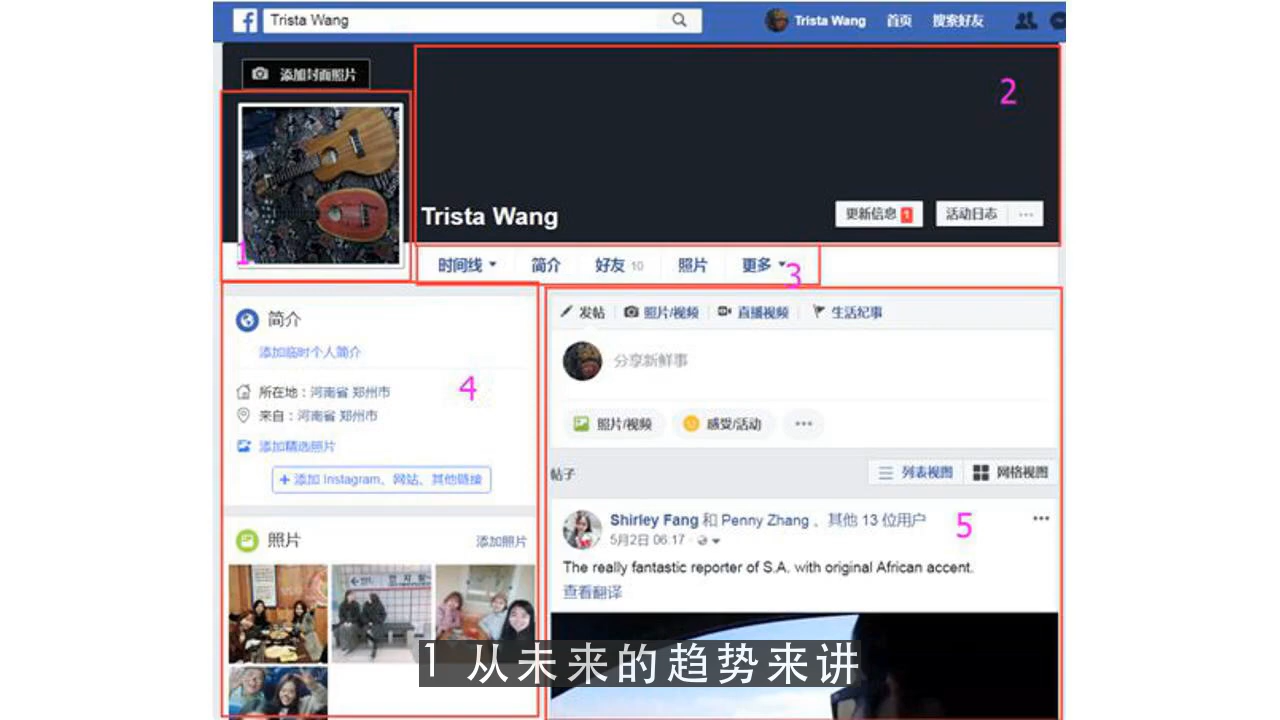 Trista Wang
Trista Wang 首页 搜索好友
添加封面照片
2
Trista Wang
更新信息 1 活动日志 ...
1
时间线 简介 好友 10 照片 更多
3
简介
添加临时个人简介
所在地：河南省 郑州市
来自：河南省 郑州市
添加精选照片
+ 添加 Instagram、网站、其他链接
4
照片 添加照片
发帖 照片/视频 直播视频 生活纪事
分享新鲜事
照片/视频 感受/活动 ...
帖子 列表视图 网格视图
Shirley Fang 和 Penny Zhang 、其他 13 位用户 ...
5月2日 06:17
5
The really fantastic reporter of S.A. with original African accent.
查看翻译
1 从未来的趋势来讲